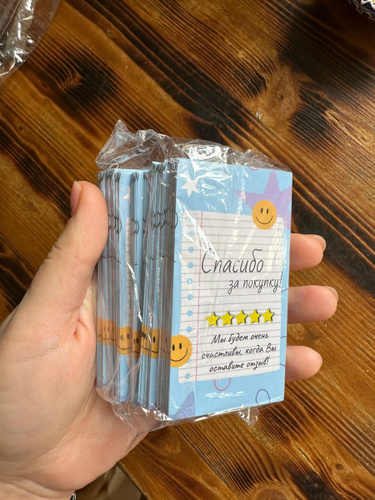 Спасибо
за покупку!
Мы будем очень
счастливы, когда Вы
оставите отзыв!